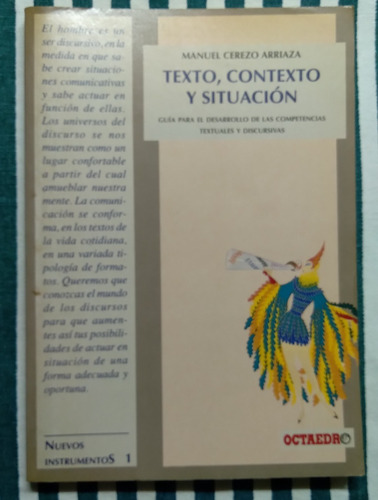 El hombre es un
ser discursivo, en la
medida en que sa-
be crear situacio-
nes comunicativas
y sabe actuar en
función de ellas.
Los universos del
discurso se nos
muestran como un
lugar confortable
a partir del cual
amueblar nuestra
mente. La comuni-
cación se confor-
ma, en los textos de
la vida cotidiana,
en una variada ti-
pología de forma-
tos. Queremos que
conozcas el mundo
de los discursos
para que aumen-
tes así tus posibili-
dades de actuar en
situación de una
forma adecuada y
oportuna.
NUEVOS
INSTRUMENTOS 1
MANUEL CEREZO ARRIAZA
TEXTO, CONTEXTO
Y SITUACIÓN
GUÍA PARA EL DESARROLLO DE LAS COMPETENCIAS
TEXTUALES Y DISCURSIVAS
OCTAEDRO